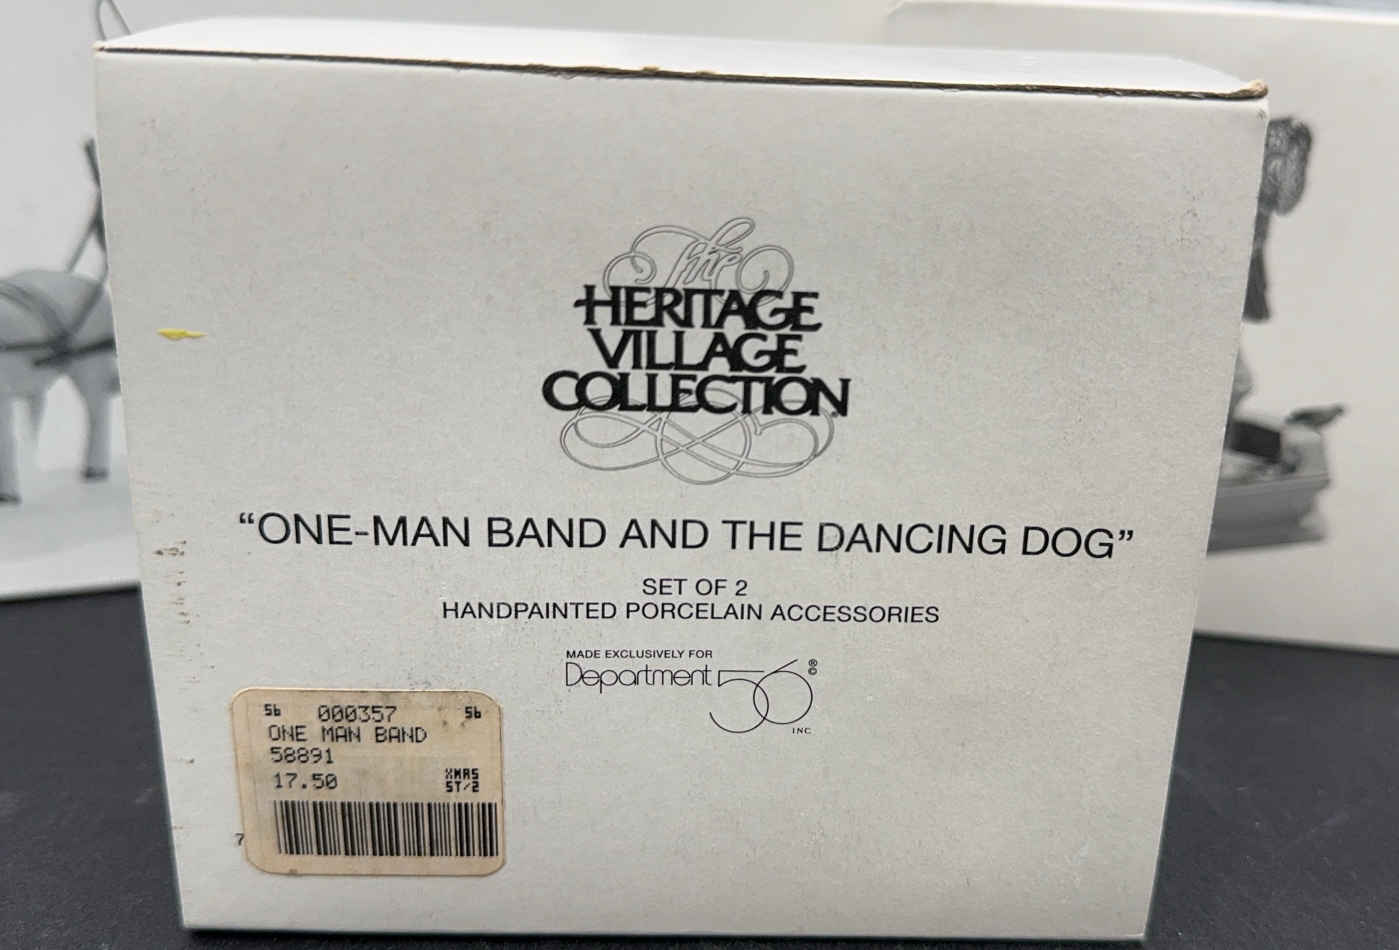 The
HERITAGE
VILLAGE
COLLECTION®
“ONE-MAN BAND AND THE DANCING DOG”
SET OF 2
HANDPAINTED PORCELAIN ACCESSORIES
MADE EXCLUSIVELY FOR
Department 56 ®©
INC
56 000357 56
ONE MAN BAND
58891
17.50 XMAS
ST/2
7